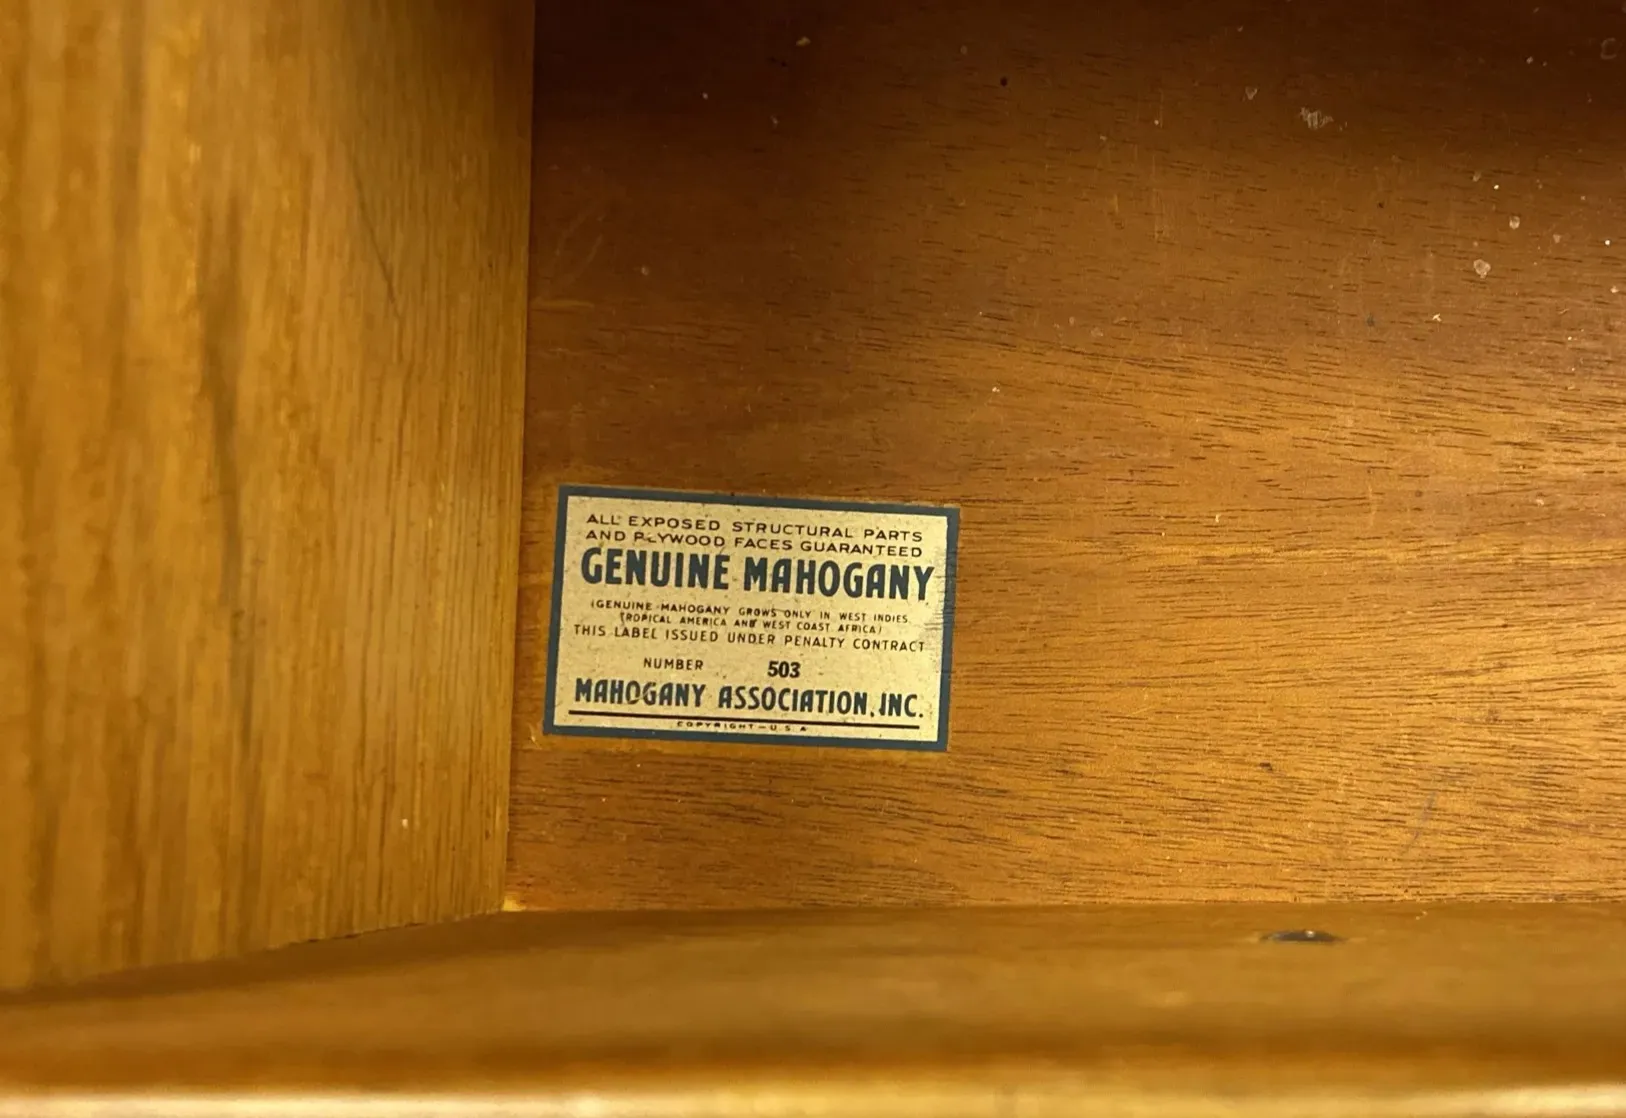 ALL EXPOSED STRUCTURAL PARTS
AND PLYWOOD FACES GUARANTEED
GENUINE MAHOGANY
(GENUINE MAHOGANY GROWS ONLY IN WEST INDIES,
TROPICAL AMERICA AND WEST COAST AFRICA)
THIS LABEL ISSUED UNDER PENALTY CONTRACT
NUMBER 503
MAHOGANY ASSOCIATION, INC.
COPYRIGHT-U.S.A